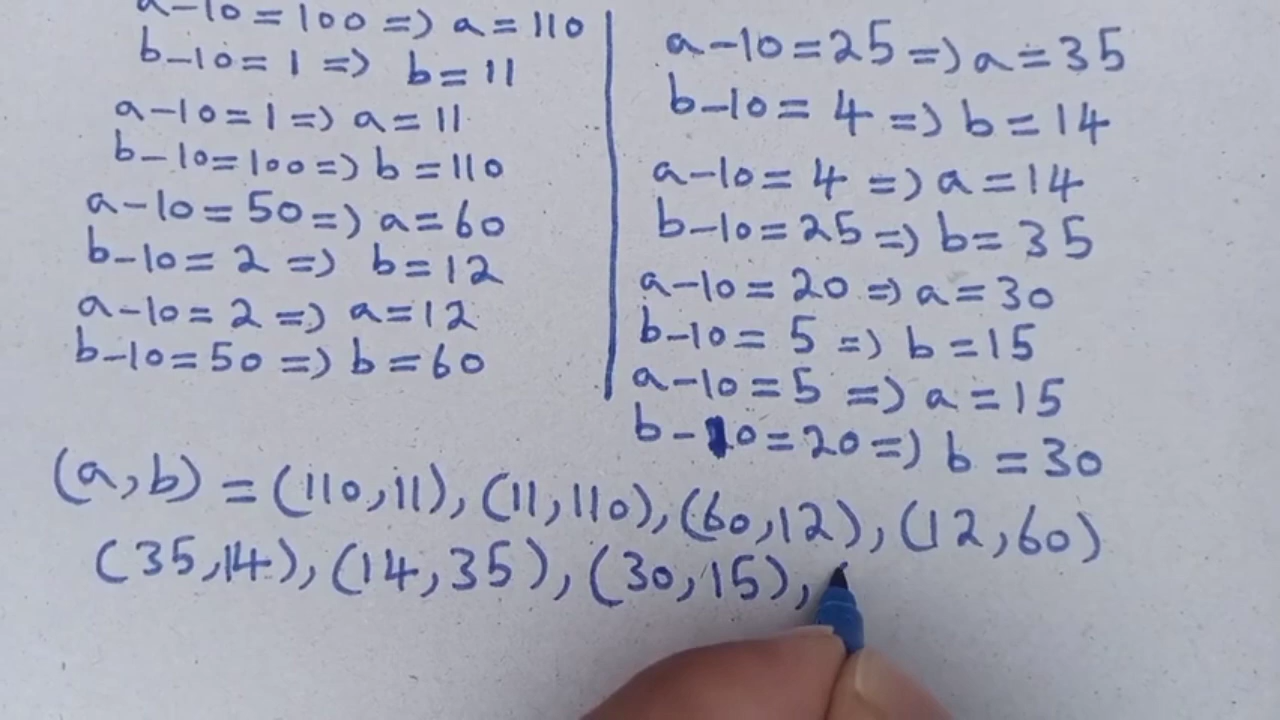 a-10=100=) a=110
b-10=1=) b=11
a-10=1=) a=11
b-10=100=) b=110
a-10=50=) a=60
b-10=2=) b=12
a-10=2=) a=12
b-10=50=) b=60
a-10=25=) a=35
b-10=4=) b=14
a-10=4=) a=14
b-10=25=) b=35
a-10=20=) a=30
b-10=5=) b=15
a-10=5=) a=15
b-10=20=) b=30
(a,b)=(110,11),(11,110),(60,12),(12,60)
(35,14),(14,35),(30,15),